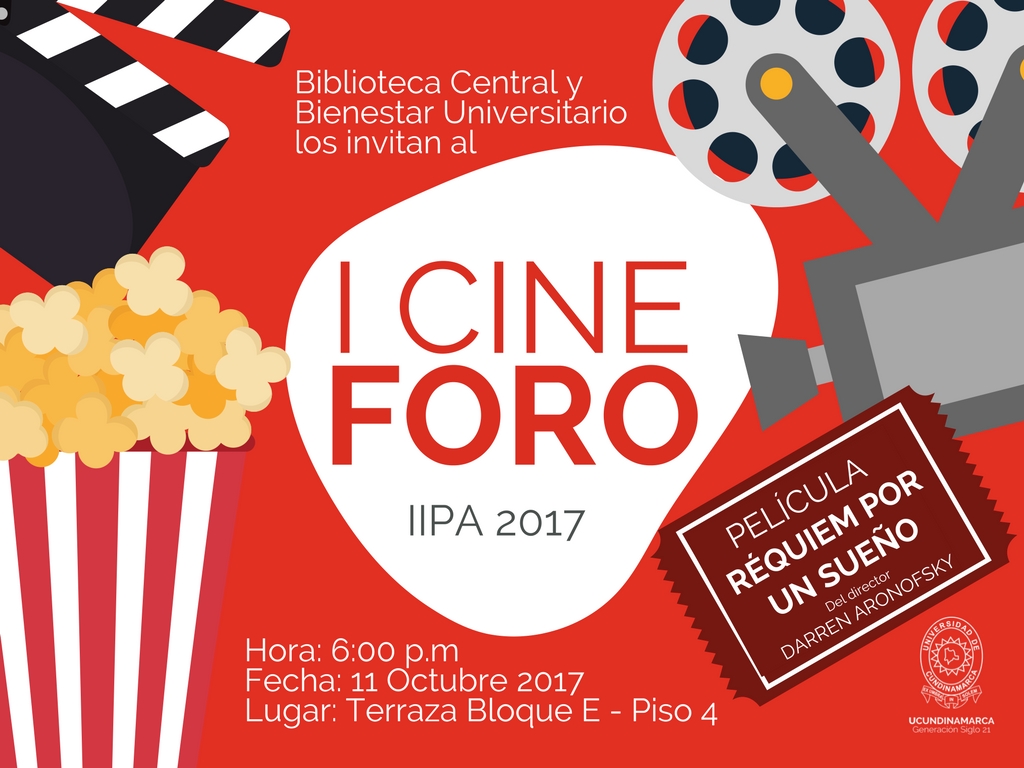 Biblioteca Central y
Bienestar Universitario
los invitan al
I CINE
FORO
IIPA 2017
PELÍCULA
RÉQUIEM POR
UN SUEÑO
Del director
DARREN ARONOFSKY
Hora: 6:00 p.m
Fecha: 11 Octubre 2017
Lugar: Terraza Bloque E - Piso 4
UNIVERSIDAD DE
CUNDINAMARCA
UCUNDINAMARCA
Generación Siglo 21